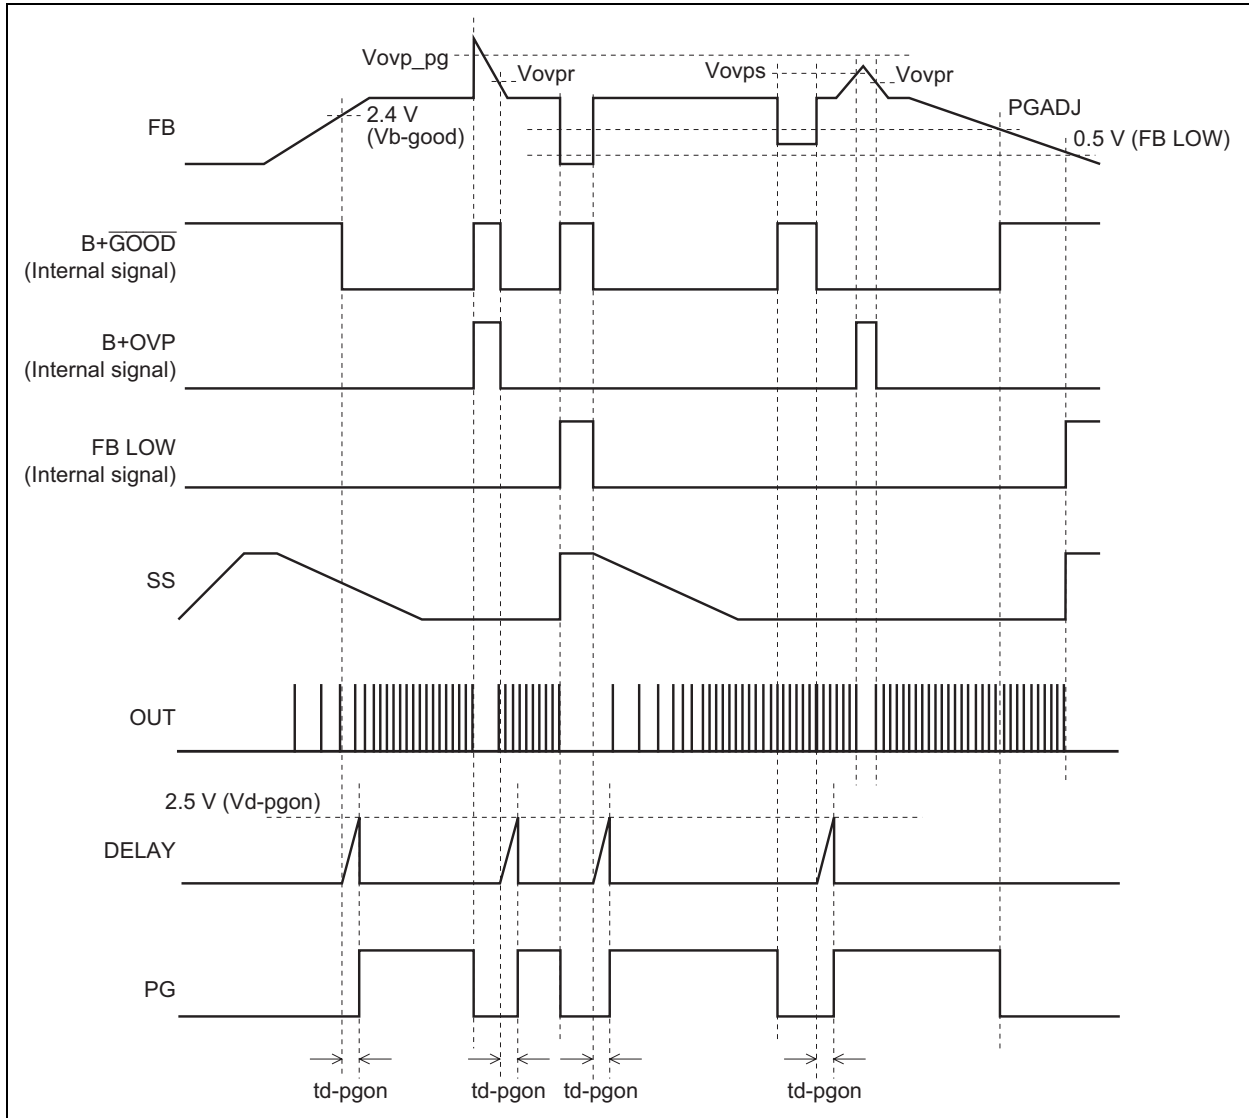 Vovp_pg
Vovpr
Vovps
Vovpr
2.4 V
(Vb-good)
PGADJ
FB
0.5 V (FB LOW)
B+G̅O̅O̅D̅
(Internal signal)
B+OVP
(Internal signal)
FB LOW
(Internal signal)
SS
OUT
2.5 V (Vd-pgon)
DELAY
PG
td-pgon
td-pgon
td-pgon
td-pgon